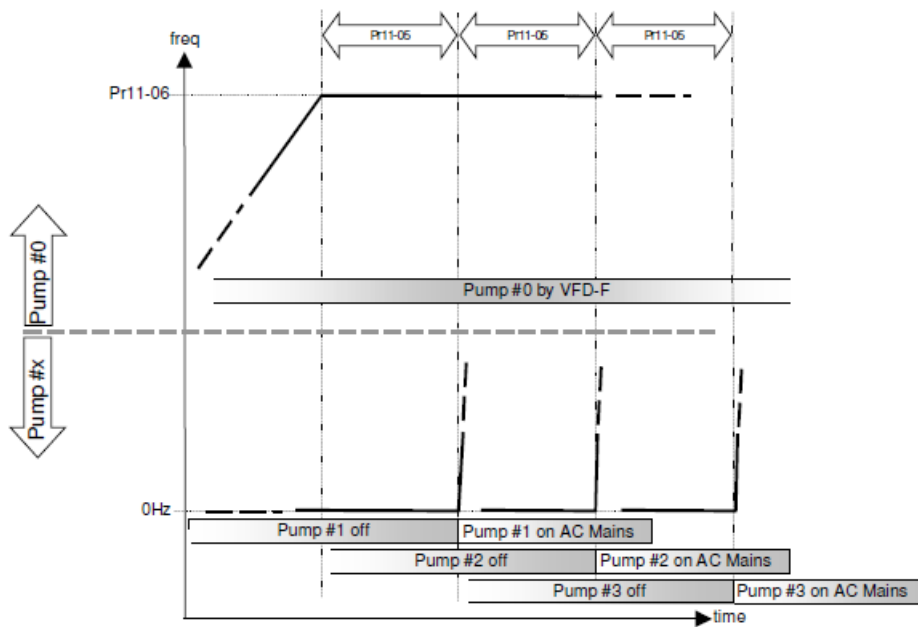 Pr11-05 Pr11-05 Pr11-05
freq
Pr11-06
Pump #0
Pump #0 by VFD-F
Pump #x
0Hz
Pump #1 off Pump #1 on AC Mains
Pump #2 off Pump #2 on AC Mains
Pump #3 off Pump #3 on AC Mains
time